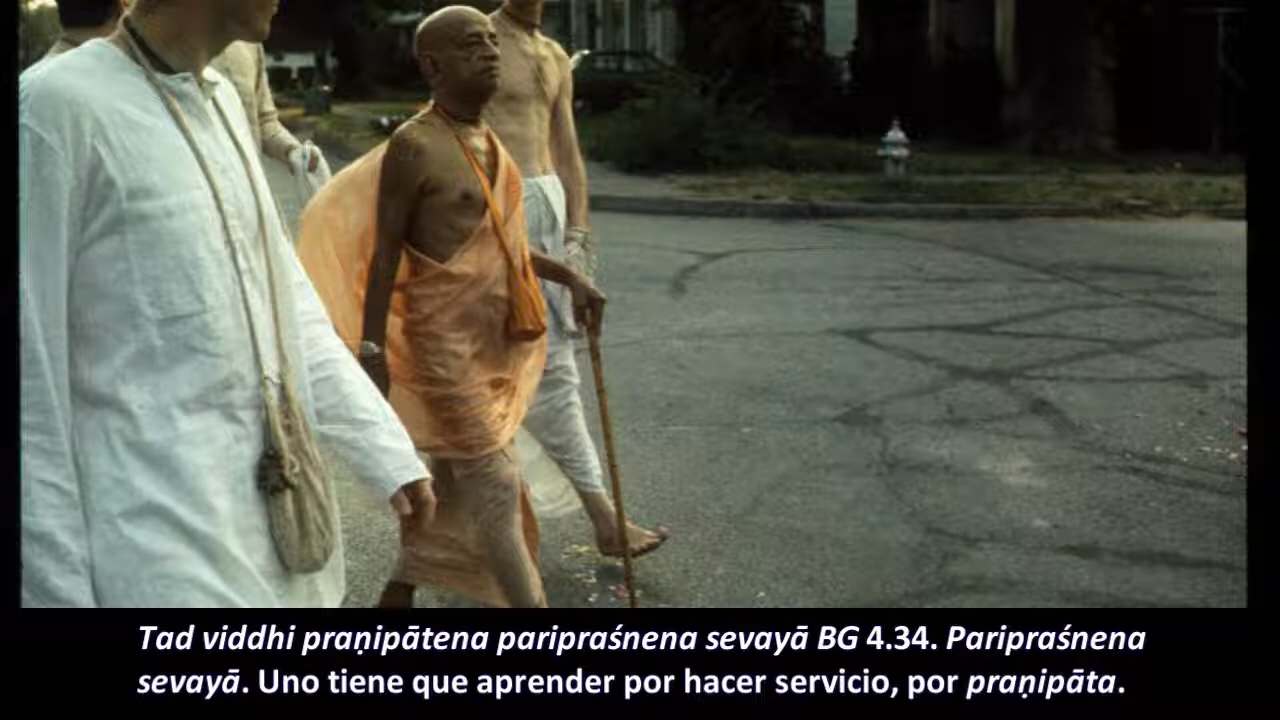 Tad viddhi praṇipātena paripraśnena sevayā BG 4.34. Paripraśnena
sevayā. Uno tiene que aprender por hacer servicio, por praṇipāta.